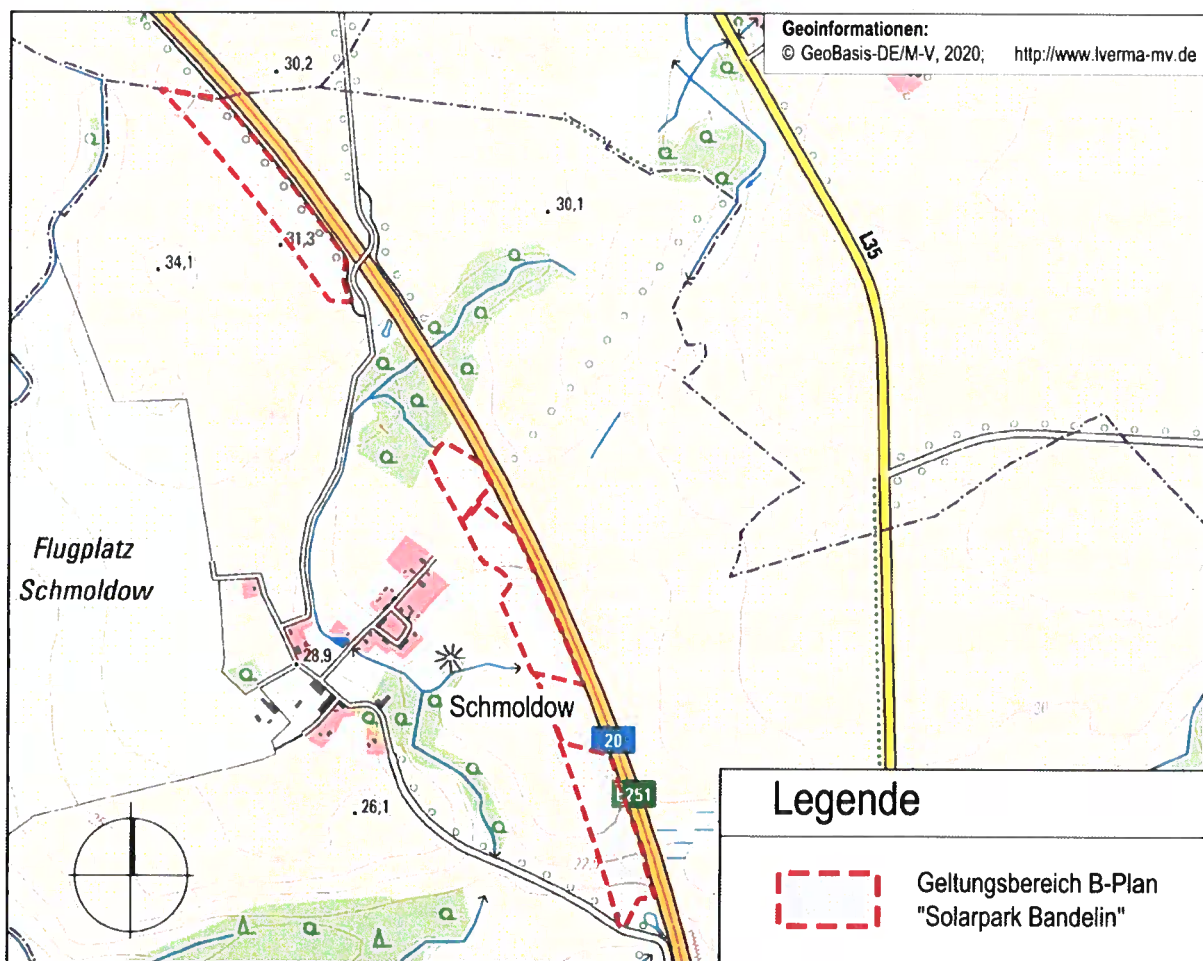 Geoinformationen:
© GeoBasis-DE/M-V, 2020; http://www.lverma-mv.de
30,2
30,1
31,3
34,1
L35
Flugplatz
Schmoldow
28,9
Schmoldow
20
E251
26,1
Legende
Geltungsbereich B-Plan
"Solarpark Bandelin"